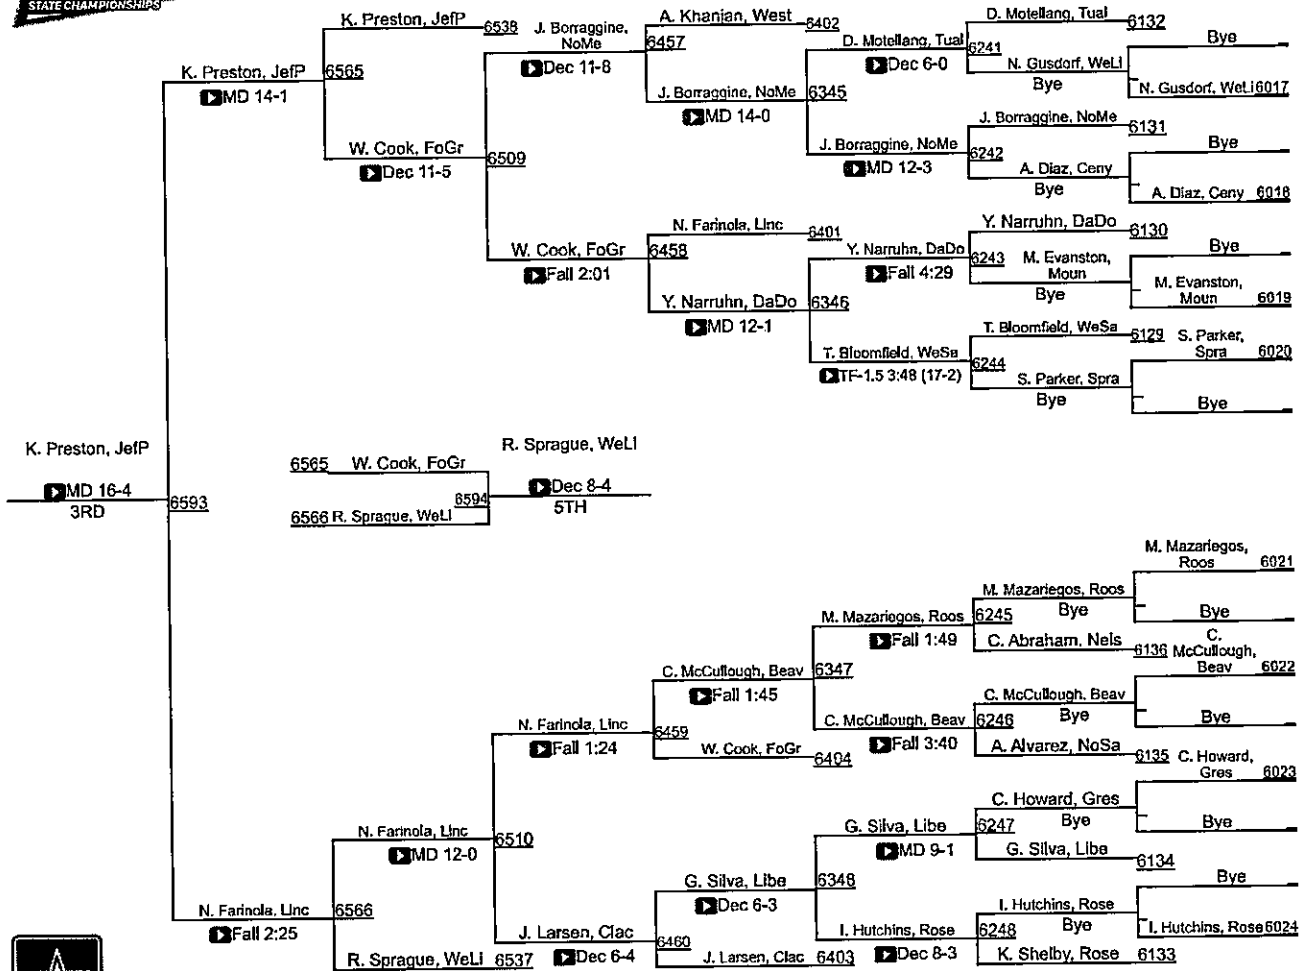 STATE CHAMPIONSHIPS
K. Preston, JefP
6538
J. Borraggine,
NoMe
A. Khanjan, West
6402
D. Motellang, Tual
6132
Bye
6457
D. Motellang, Tual
6241
Dec 11-8
Dec 6-0
N. Gusdorf, WeLi
Bye
N. Gusdorf, WeLi 6017
K. Preston, JefP
6565
MD 14-1
J. Borraggine, NoMe
6345
MD 14-0
J. Borraggine, NoMe
6131
Bye
W. Cook, FoGr
6509
Dec 11-5
J. Borraggine, NoMe
6242
MD 12-3
A. Diaz, Ceny
Bye
A. Diaz, Ceny 6018
N. Farinola, Linc
6401
Y. Narruhn, DaDo
6130
Bye
W. Cook, FoGr
6458
Fall 2:01
Y. Narruhn, DaDo
6243
Fall 4:29
M. Evanston,
Moun
Bye
M. Evanston,
Moun
6019
Y. Narruhn, DaDo
6346
MD 12-1
T. Bloomfield, WeSa
6129
S. Parker,
Spra
6020
T. Bloomfield, WeSa
6244
TF-1.5 3:48 (17-2)
S. Parker, Spra
Bye
Bye
K. Preston, JefP
MD 16-4
3RD
6593
6565 W. Cook, FoGr
R. Sprague, WeLi
6594
Dec 8-4
5TH
6566 R. Sprague, WeLi
M. Mazariegos,
Roos
6021
M. Mazariegos, Roos
Bye
Bye
M. Mazariegos, Roos
6245
Fall 1:49
C. Abraham, Nels
6136
C.
McCullough,
Beav
6022
C. McCullough, Beav
6347
Fall 1:45
C. McCullough, Beav
Bye
Bye
N. Farinola, Linc
6459
Fall 1:24
C. McCullough, Beav
6246
Fall 3:40
W. Cook, FoGr
6404
A. Alvarez, NoSa
6135
C. Howard,
Gres
6023
C. Howard, Gres
Bye
Bye
N. Farinola, Linc
6510
MD 12-0
G. Silva, Libe
6247
MD 9-1
G. Silva, Libe
6134
G. Silva, Libe
6348
Dec 6-3
Bye
N. Farinola, Linc
6566
Fall 2:25
I. Hutchins, Rose
Bye
I. Hutchins, Rose 6024
J. Larsen, Clac
6460
Dec 6-4
I. Hutchins, Rose
6248
Dec 8-3
R. Sprague, WeLi 6537
J. Larsen, Clac 6403
K. Shelby, Rose 6133